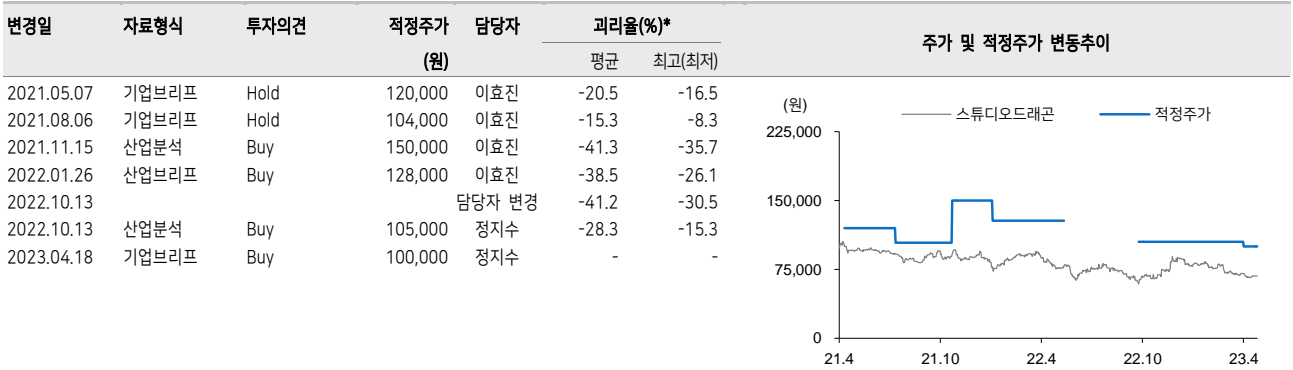 변경일 자료형식 투자의견 적정주가 담당자 괴리율(%)*
(원) 평균 최고(최저)
2021.05.07 기업브리프 Hold 120,000 이효진 -20.5 -16.5
2021.08.06 기업브리프 Hold 104,000 이효진 -15.3 -8.3
2021.11.15 산업분석 Buy 150,000 이효진 -41.3 -35.7
2022.01.26 산업브리프 Buy 128,000 이효진 -38.5 -26.1
2022.10.13 담당자 변경 -41.2 -30.5
2022.10.13 산업분석 Buy 105,000 정지수 -28.3 -15.3
2023.04.18 기업브리프 Buy 100,000 정지수 - -
주가 및 적정주가 변동추이
(원) 스튜디오드래곤 적정주가
225,000
150,000
75,000
0
21.4 21.10 22.4 22.10 23.4